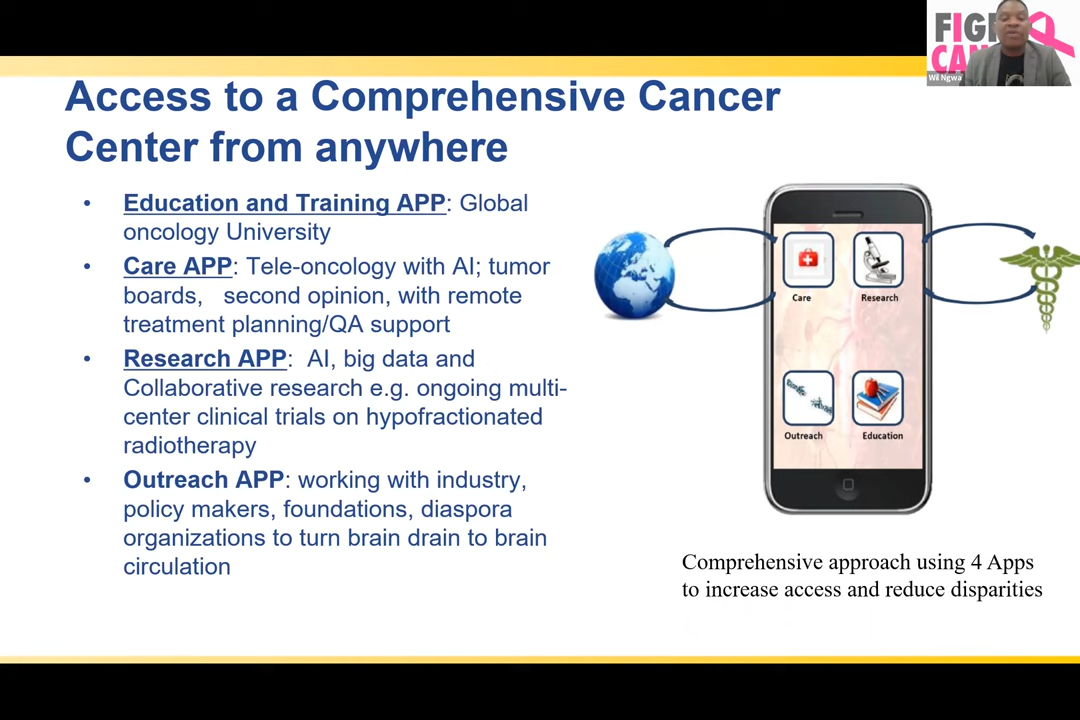 FIGH
CAN
Wil Ngwa
Access to a Comprehensive Cancer
Center from anywhere
• Education and Training APP: Global
oncology University
• Care APP: Tele-oncology with AI; tumor
boards, second opinion, with remote
treatment planning/QA support
• Research APP: AI, big data and
Collaborative research e.g. ongoing multi-
center clinical trials on hypofractionated
radiotherapy
• Outreach APP: working with industry,
policy makers, foundations, diaspora
organizations to turn brain drain to brain
circulation
Care
Research
Outreach
Education
Comprehensive approach using 4 Apps
to increase access and reduce disparities